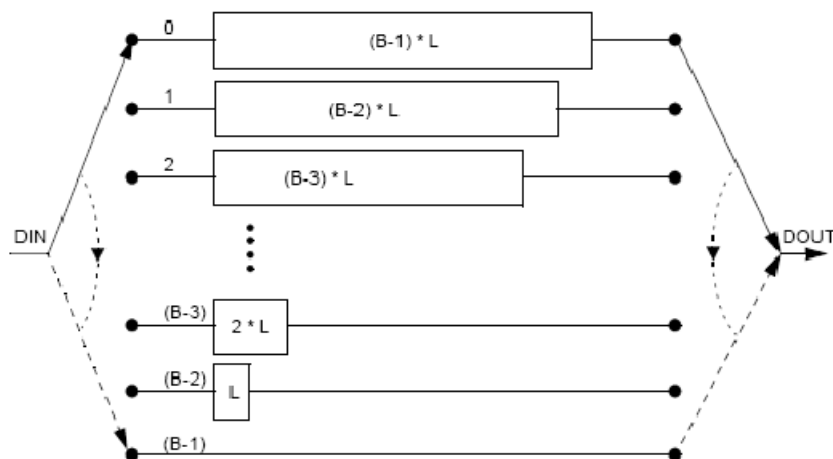 0
(B-1) * L
1
(B-2) * L
2
(B-3) * L
DIN
DOUT
(B-3)
2 * L
(B-2)
L
(B-1)